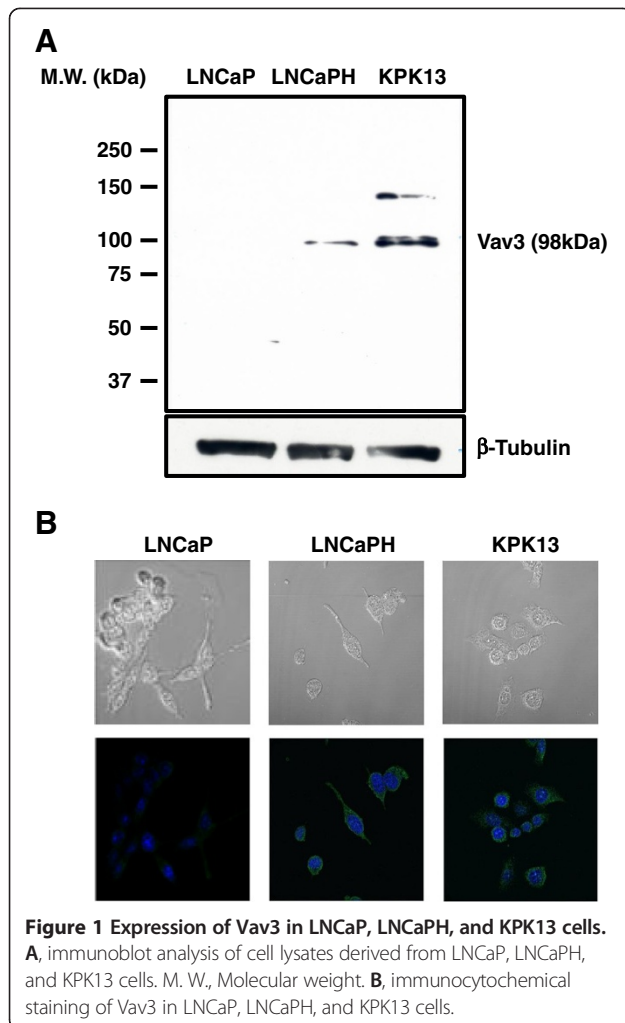 A
M.W. (kDa) LNCaP LNCaPH KPK13
250
150
100 Vav3 (98kDa)
75
50
37
β-Tubulin
B
LNCaP LNCaPH KPK13
Figure 1 Expression of Vav3 in LNCaP, LNCaPH, and KPK13 cells.
A, immunoblot analysis of cell lysates derived from LNCaP, LNCaPH,
and KPK13 cells. M. W., Molecular weight. B, immunocytochemical
staining of Vav3 in LNCaP, LNCaPH, and KPK13 cells.